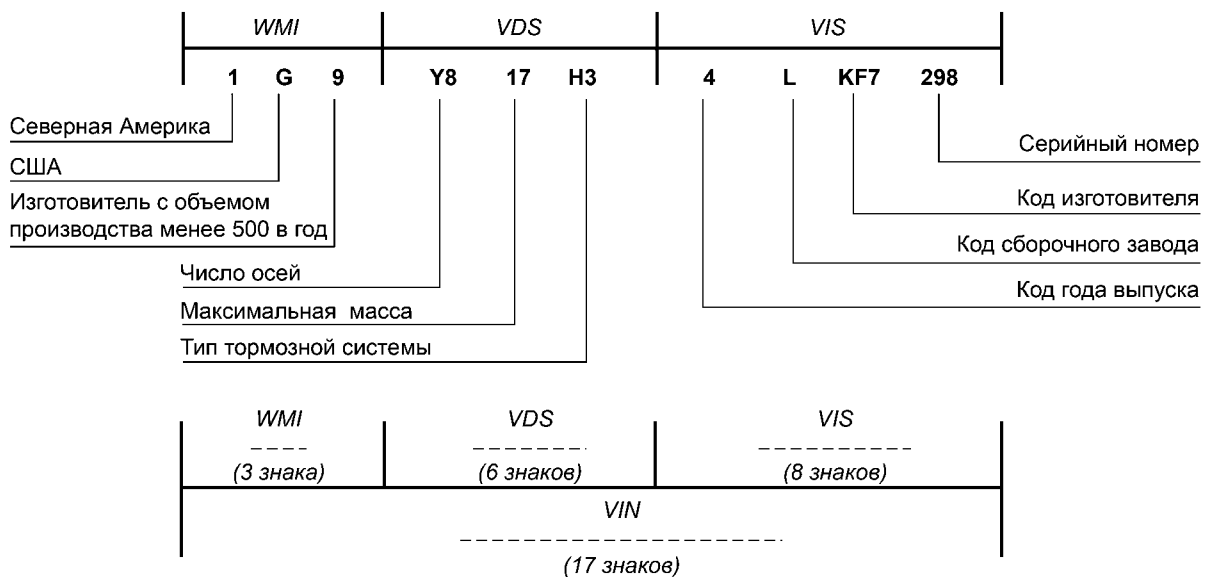 WMI VDS VIS
1 G 9 Y8 17 H3 4 L KF7 298
Северная Америка
США
Изготовитель с объемом
производства менее 500 в год
Число осей
Максимальная масса
Тип тормозной системы
Серийный номер
Код изготовителя
Код сборочного завода
Код года выпуска
WMI VDS VIS
(3 знака) (6 знаков) (8 знаков)
VIN
(17 знаков)